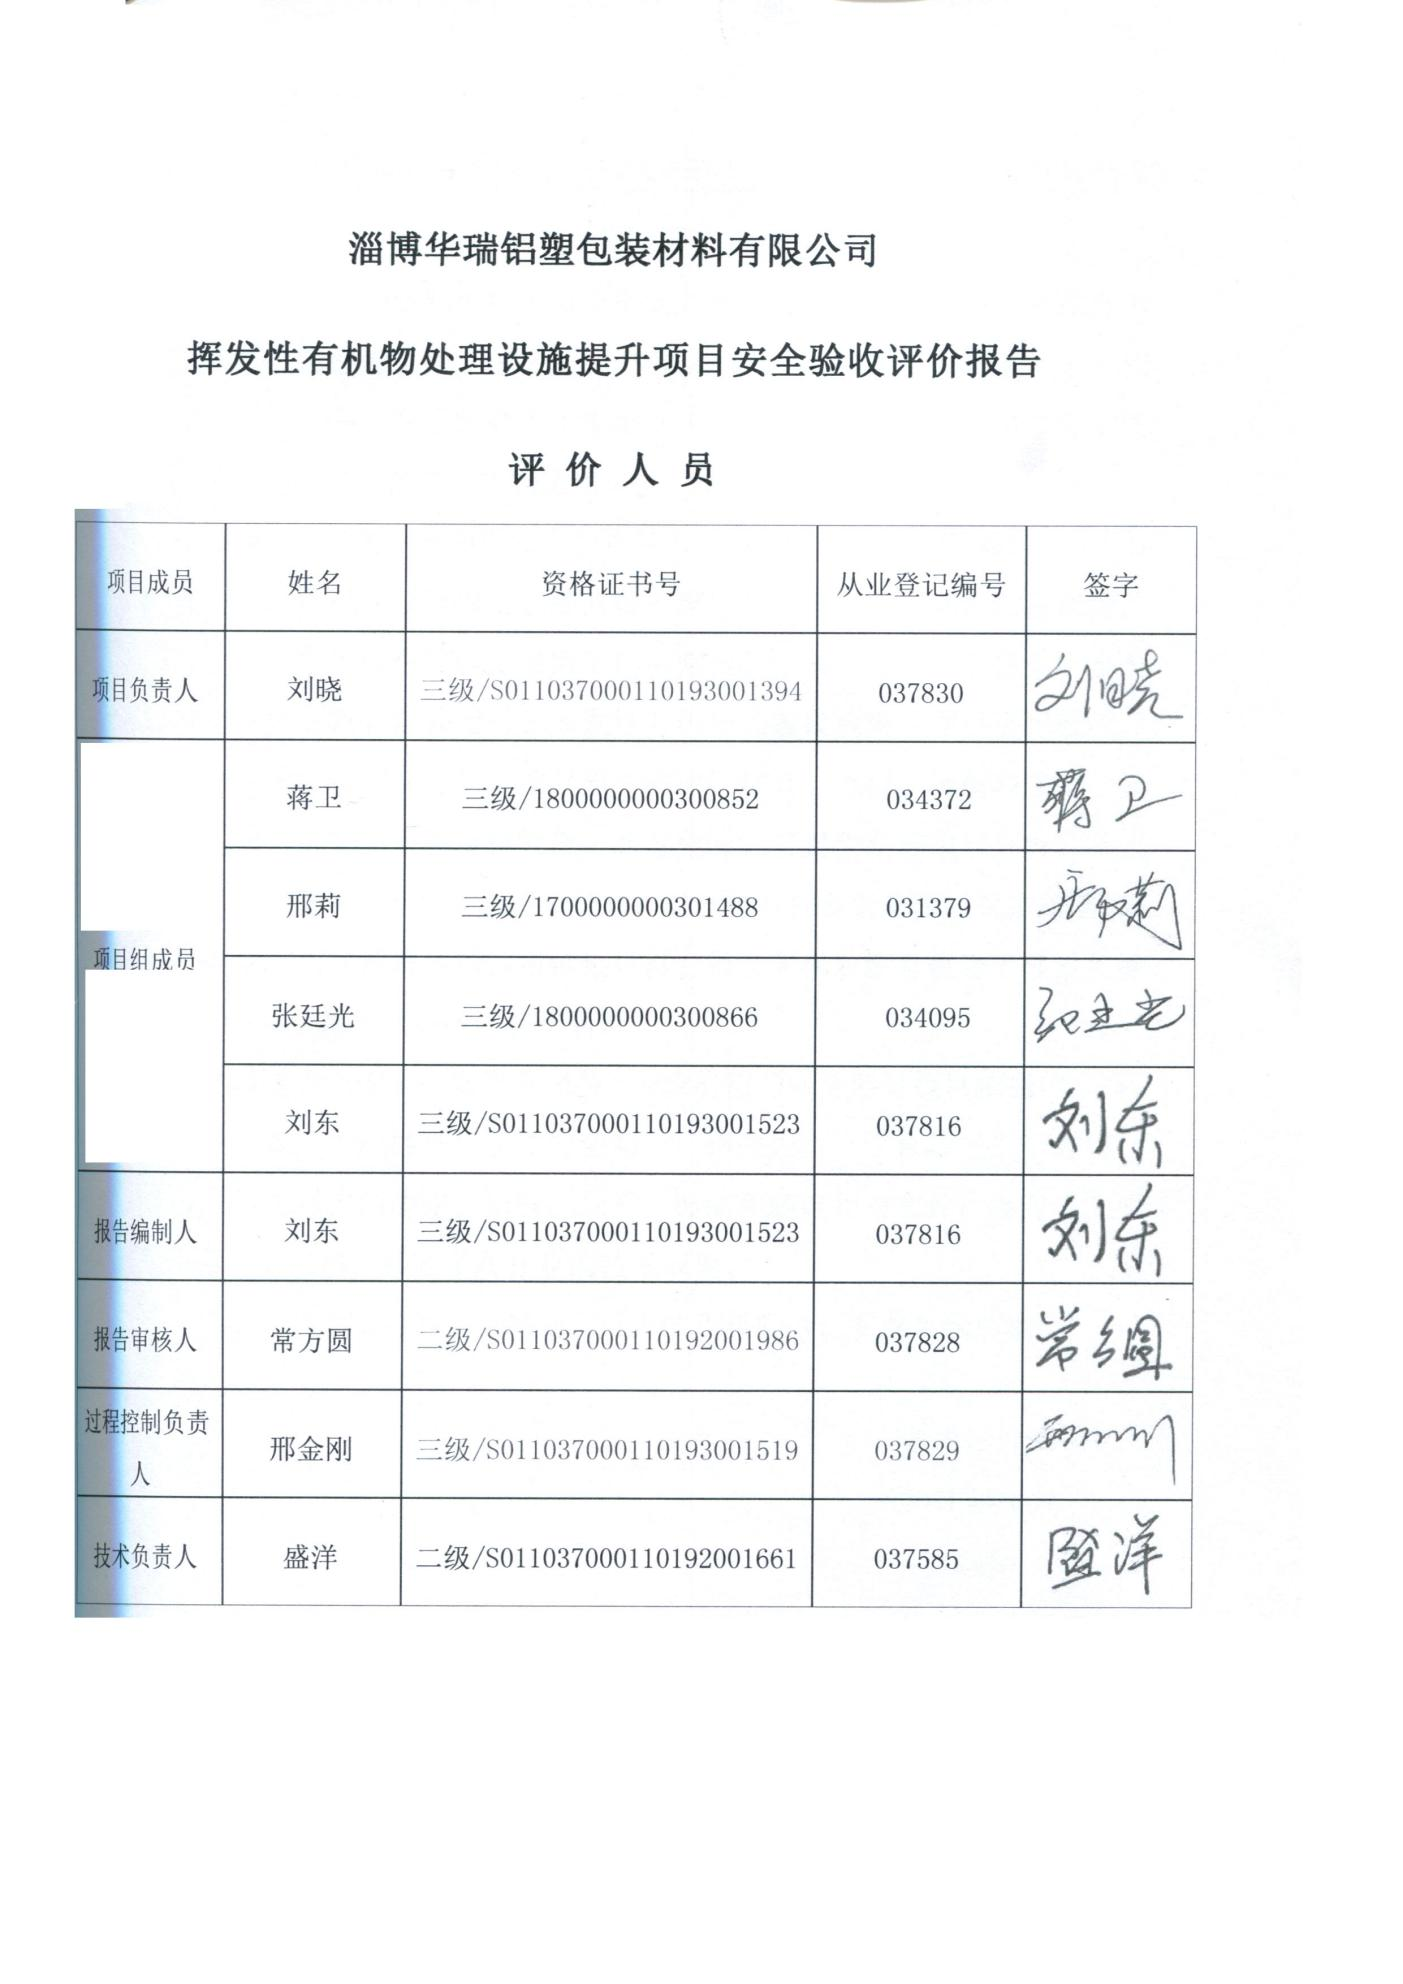 淄博华瑞铝塑包装材料有限公司
挥发性有机物处理设施提升项目安全验收评价报告
评价人员
项目成员 姓名 资格证书号 从业登记编号 签字
项目负责人 刘晓 三级/S011037000110193001394 037830 刘晓
项目组成员
蒋卫 三级/1800000000300852 034372 蒋卫
邢莉 三级/1700000000301488 031379 邢莉
张廷光 三级/1800000000300866 034095 张廷光
刘东 三级/S011037000110193001523 037816 刘东
报告编制人 刘东 三级/S011037000110193001523 037816 刘东
报告审核人 常方圆 二级/S011037000110192001986 037828 常方圆
过程控制负责
人
邢金刚 三级/S011037000110193001519 037829
技术负责人 盛洋 二级/S011037000110192001661 037585 盛洋